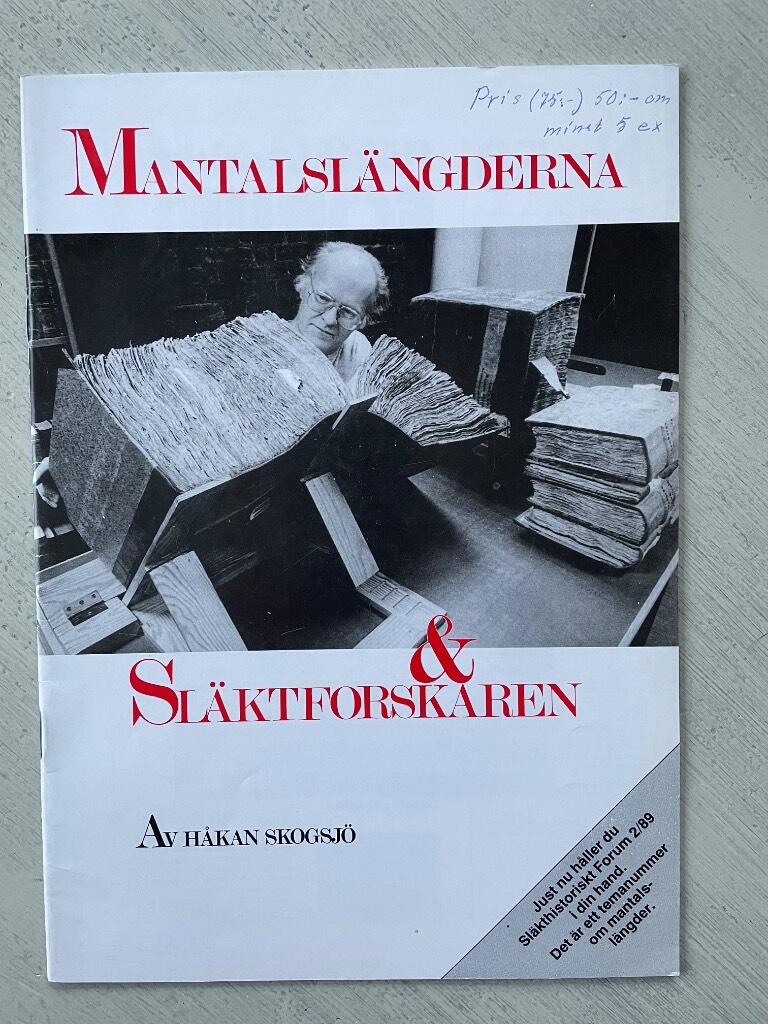 Pris (75:-) 50:- om
minst 5 ex
MANTALSLÄNGDERNA
&
SLÄKTFORSKAREN
AV HÅKAN SKOGSJÖ
Just nu håller du
Släkthistoriskt Forum 2/89
i din hand.
Det är ett temanummer
om mantals-
längder.